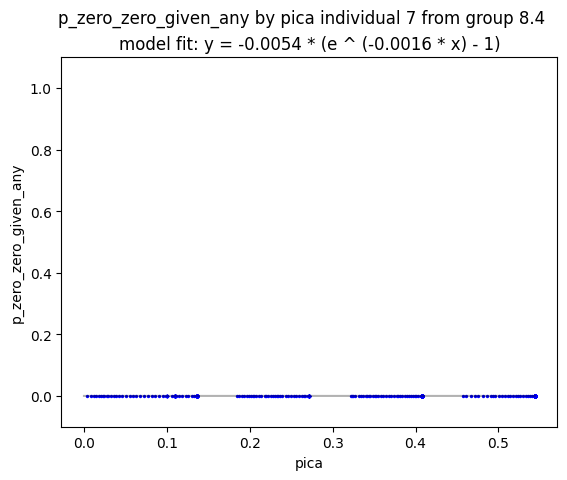 p_zero_zero_given_any by pica individual 7 from group 8.4
model fit: y = -0.0054 * (e ^ (-0.0016 * x) - 1)
1.0
0.8
0.6
0.4
0.2
0.0
p_zero_zero_given_any
0.0 0.1 0.2 0.3 0.4 0.5
pica